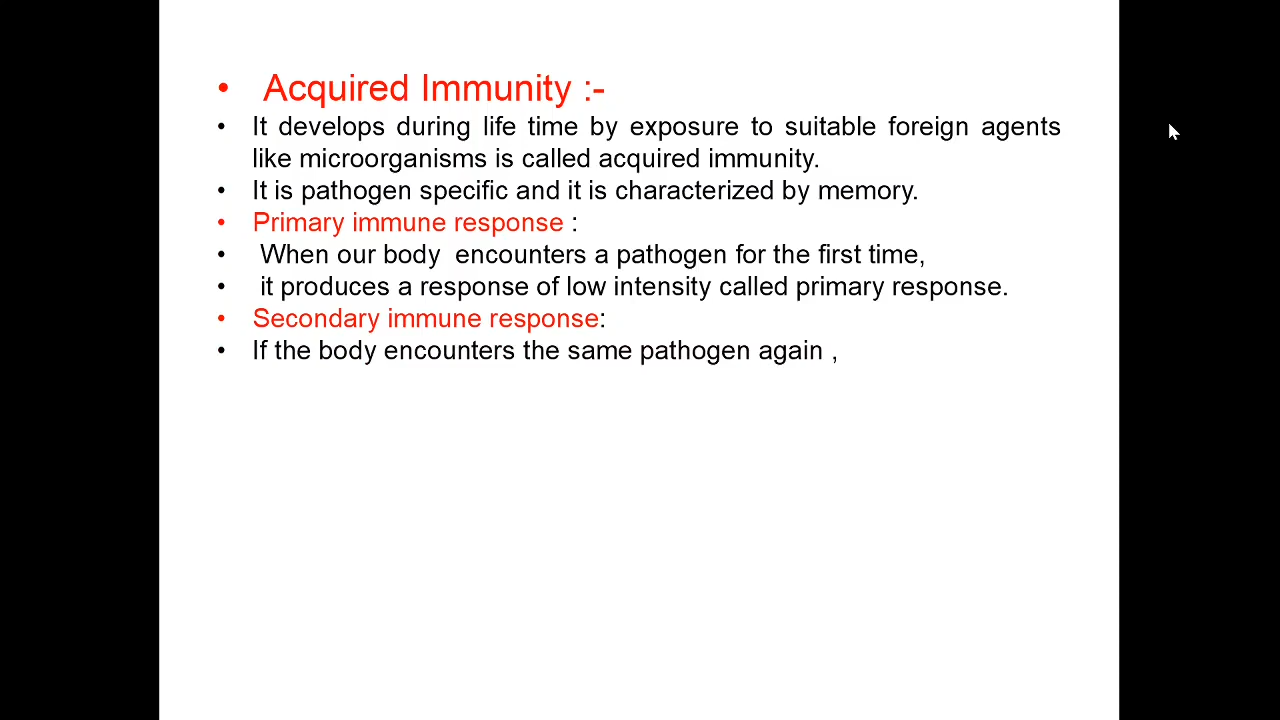 • Acquired Immunity :-
• It develops during life time by exposure to suitable foreign agents
like microorganisms is called acquired immunity.
• It is pathogen specific and it is characterized by memory.
• Primary immune response :
• When our body encounters a pathogen for the first time,
• it produces a response of low intensity called primary response.
• Secondary immune response:
• If the body encounters the same pathogen again ,